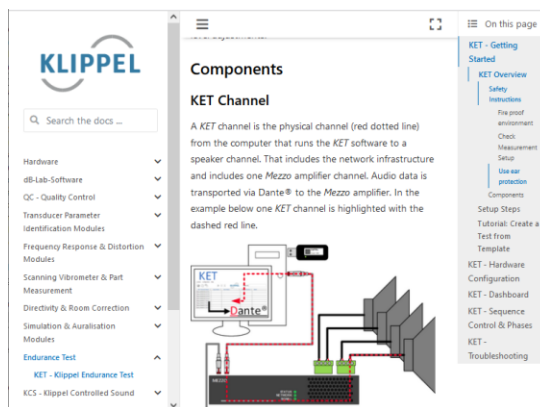 KLIPPEL
Search the docs ...
Hardware
dB-Lab-Software
QC - Quality Control
Transducer Parameter
Identification Modules
Frequency Response & Distortion
Modules
Scanning Vibrometer & Part
Measurement
Directivity & Room Correction
Simulation & Auralisation
Modules
Endurance Test
KET - Klippel Endurance Test
KCS - Klippel Controlled Sound
Components
KET Channel
A KET channel is the physical channel (red dotted line)
from the computer that runs the KET software to a
speaker channel. That includes the network infrastructure
and includes one Mezzo amplifier channel. Audio data is
transported via Dante® to the Mezzo amplifier. In the
example below one KET channel is highlighted with the
dashed red line.
KET
Dante®
MEZZO
On this page
KET - Getting
Started
KET Overview
Safety
Instructions
Fire proof
environment
Check
Measurement
Setup
Use ear
protection
Components
Setup Steps
Tutorial: Create a
Test from
Template
KET - Hardware
Configuration
KET - Dashboard
KET - Sequence
Control & Phases
KET -
Troubleshooting